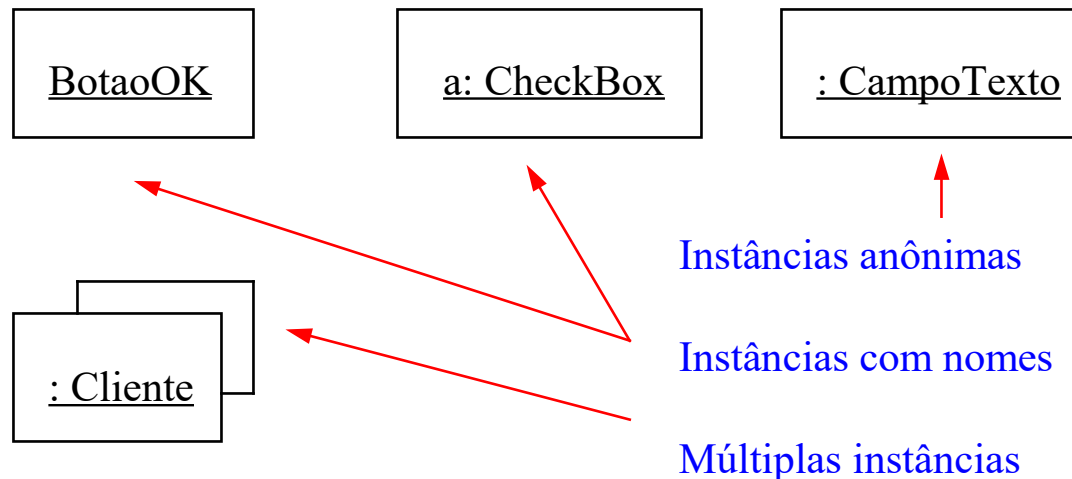 BotaoOK
a: CheckBox
: CampoTexto
Instâncias anônimas
Instâncias com nomes
: Cliente
Múltiplas instâncias